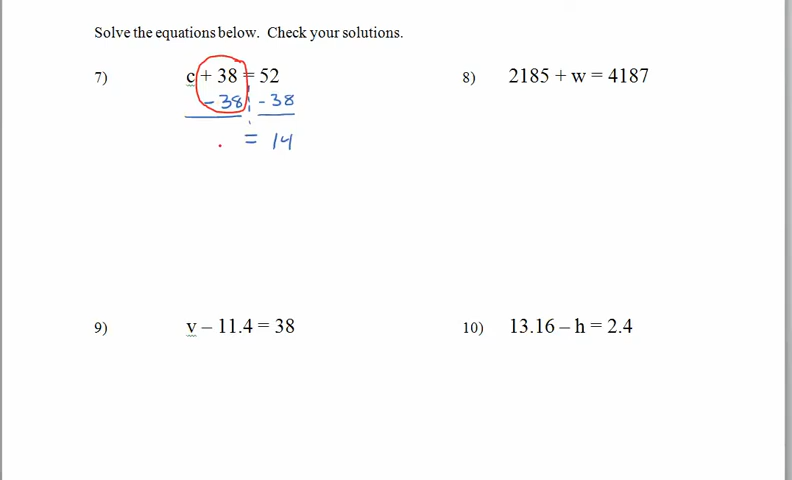 Solve the equations below. Check your solutions.
7) c + 38 = 52
8) 2185 + w = 4187
- 38 - 38
= 14
9) v – 11.4 = 38
10) 13.16 – h = 2.4